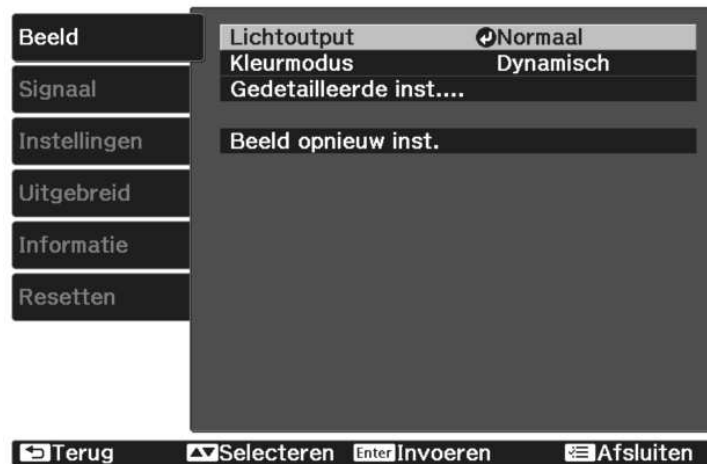 Beeld
Signaal
Instellingen
Uitgebreid
Informatie
Resetten
Lichtoutput Normaal
Kleurmodus Dynamisch
Gedetailleerde inst....
Beeld opnieuw inst.
Terug Selecteren Enter Invoeren Afsluiten